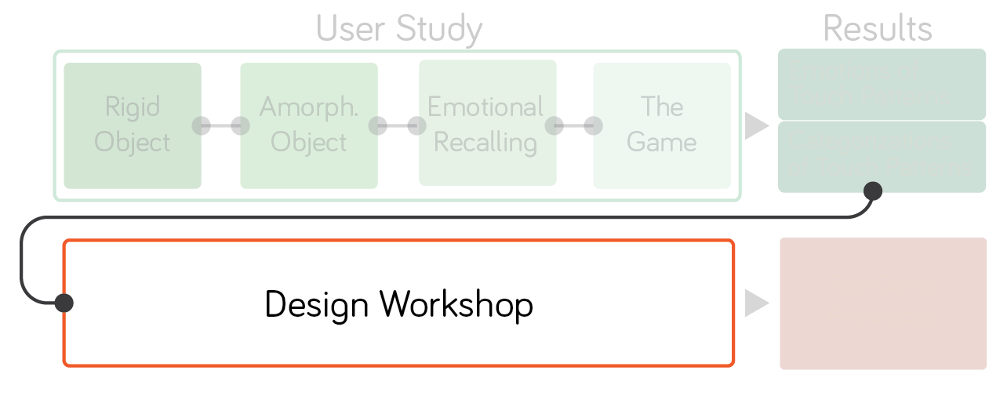 User Study
Results
Rigid
Object
Amorph.
Object
Emotional
Recalling
The
Game
Design Workshop